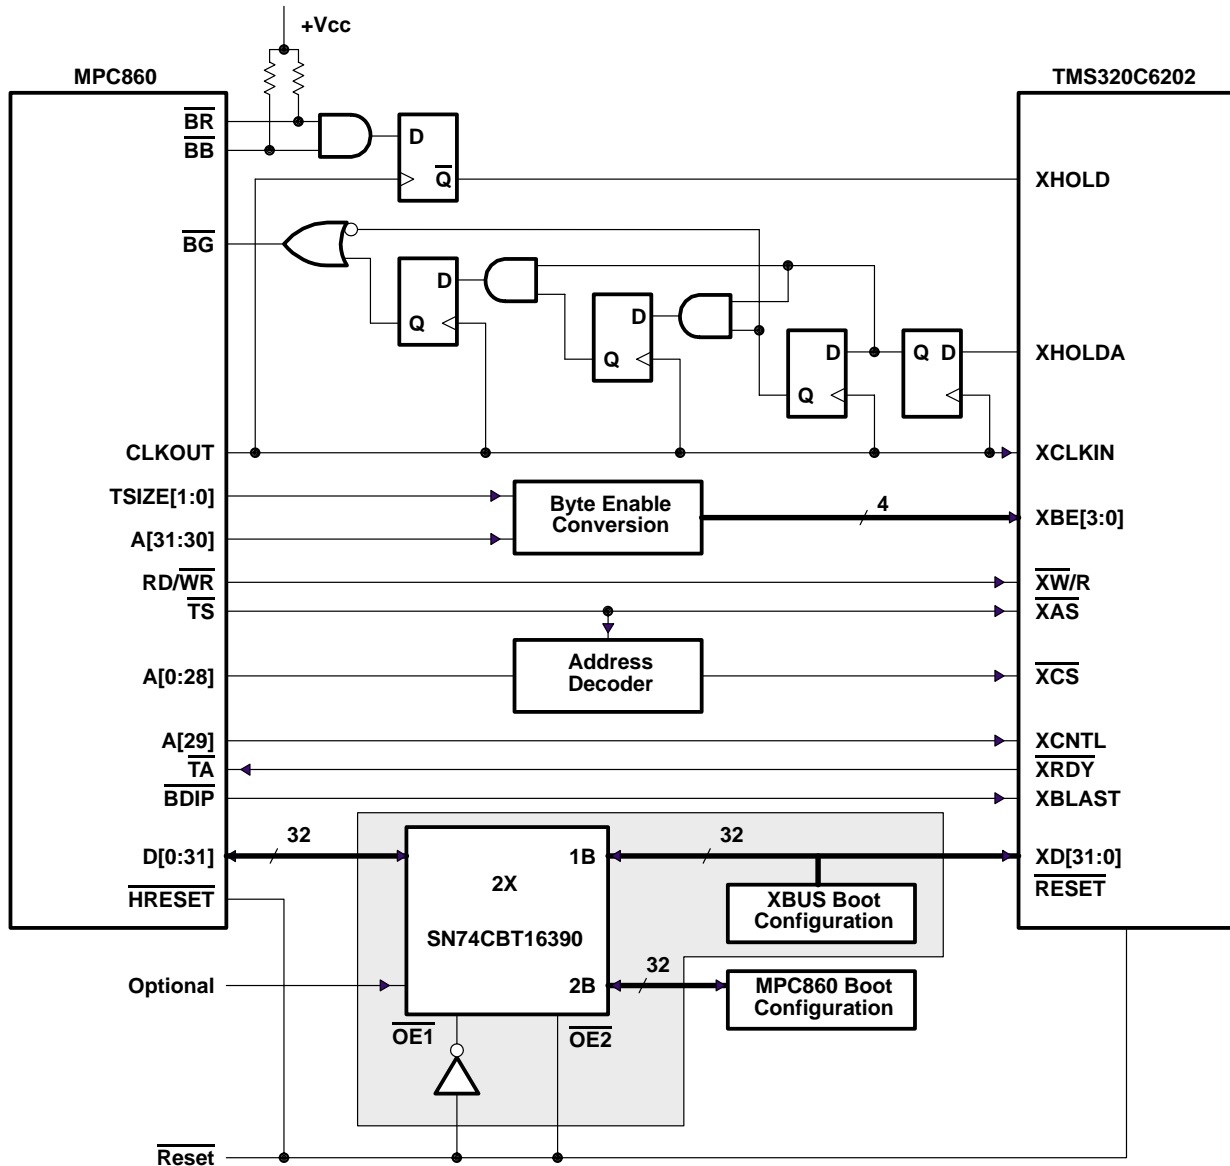 +Vcc
MPC860
TMS320C6202
BR
BB
D
Q
XHOLD
BG
D
Q
D
Q
D
Q
Q D
XHOLDA
CLKOUT
XCLKIN
TSIZE[1:0]
A[31:30]
Byte Enable
Conversion
4
XBE[3:0]
RD/WR
XW/R
TS
XAS
A[0:28]
Address
Decoder
XCS
A[29]
XCNTL
TA
XRDY
BDIP
XBLAST
D[0:31]
32
1B
32
XD[31:0]
HRESET
2X
SN74CBT16390
XBUS Boot
Configuration
RESET
Optional
2B
32
MPC860 Boot
Configuration
OE1
OE2
Reset